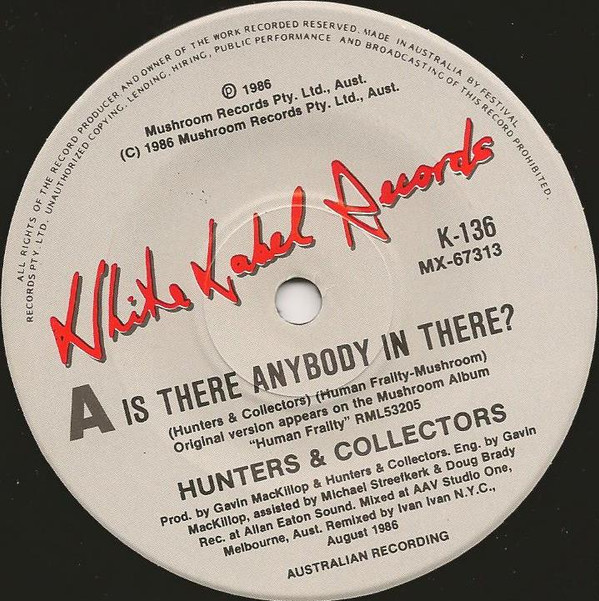 ALL RIGHTS OF THE RECORD PRODUCER AND OWNER OF THE WORK RECORDED RESERVED. MADE IN AUSTRALIA BY FESTIVAL
RECORDS PTY. LTD. UNAUTHORIZED COPYING, LENDING, HIRING, PUBLIC PERFORMANCE AND BROADCASTING OF THIS RECORD PROHIBITED.
℗ 1986
Mushroom Records Pty. Ltd., Aust.
(C) 1986 Mushroom Records Pty. Ltd., Aust.
White Label Records
K-136
MX-67313
A IS THERE ANYBODY IN THERE?
(Hunters & Collectors) (Human Frailty-Mushroom)
Original version appears on the Mushroom Album
"Human Frailty" RML53205
HUNTERS & COLLECTORS
Prod. by Gavin MacKillop & Hunters & Collectors. Eng. by Gavin
MacKillop, assisted by Michael Streefkerk & Doug Brady
Rec. at Allan Eaton Sound. Mixed at AAV Studio One,
Melbourne, Aust. Remixed by Ivan Ivan N.Y.C.,
August 1986
AUSTRALIAN RECORDING